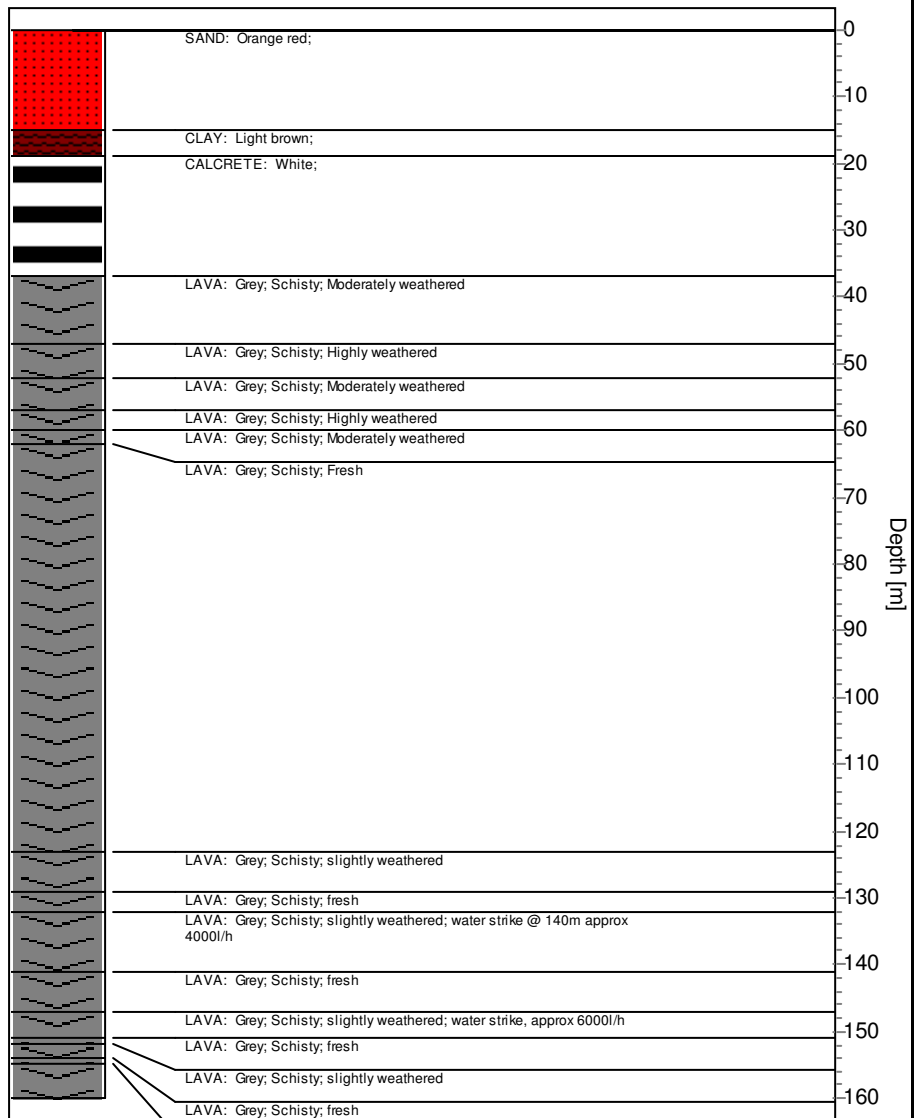 0
SAND: Orange red;
10
CLAY: Light brown;
20
CALCRETE: White;
30
LAVA: Grey; Schisty; Moderately weathered
40
LAVA: Grey; Schisty; Highly weathered
50
LAVA: Grey; Schisty; Moderately weathered
LAVA: Grey; Schisty; Highly weathered
60
LAVA: Grey; Schisty; Moderately weathered
LAVA: Grey; Schisty; Fresh
70
80
Depth [m]
90
100
110
120
LAVA: Grey; Schisty; slightly weathered
130
LAVA: Grey; Schisty; fresh
LAVA: Grey; Schisty; slightly weathered; water strike @ 140m approx
4000l/h
140
LAVA: Grey; Schisty; fresh
LAVA: Grey; Schisty; slightly weathered; water strike, approx 6000l/h
150
LAVA: Grey; Schisty; fresh
LAVA: Grey; Schisty; slightly weathered
160
LAVA: Grey; Schisty; fresh